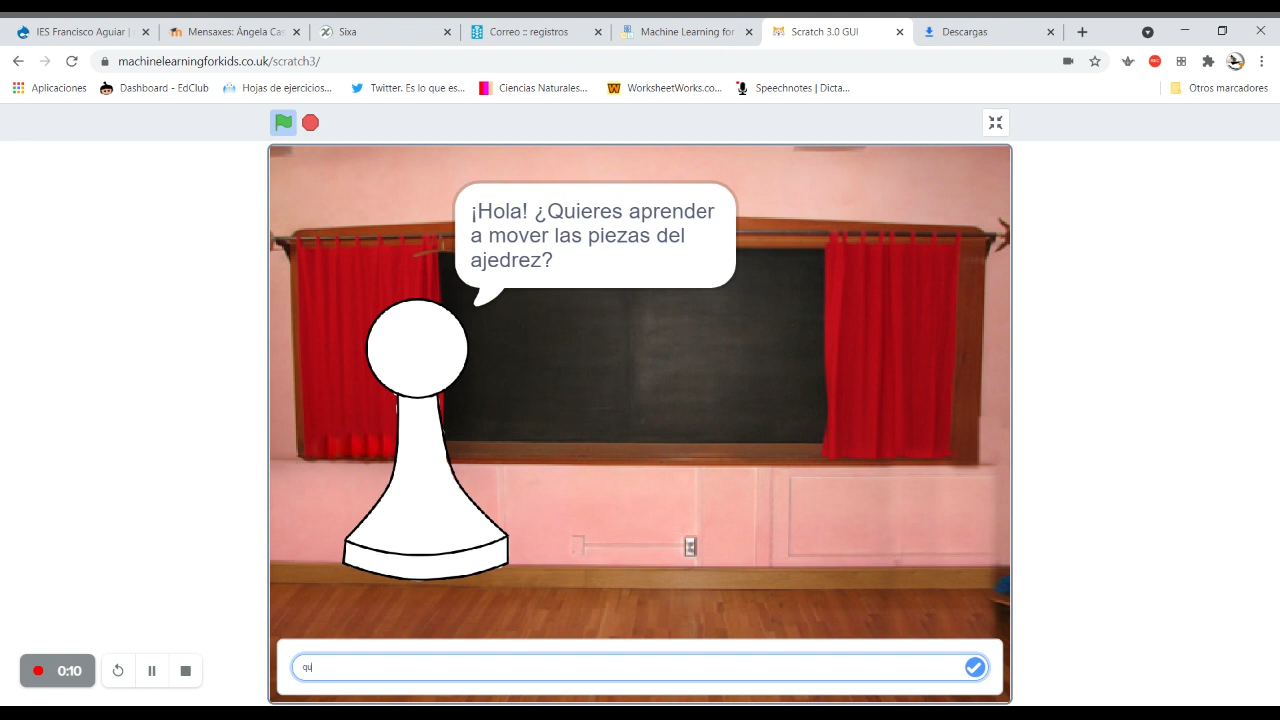 IES Francisco Aguiar |
Mensaxes: Ángela Cas
Sixa
Correo :: registros
Machine Learning for
Scratch 3.0 GUI
Descargas
machinelearningforkids.co.uk/scratch3/
Aplicaciones
Dashboard - EdClub
Hojas de ejercicios...
Twitter. Es lo que es...
Ciencias Naturales...
WorksheetWorks.co...
Speechnotes | Dicta...
Otros marcadores
¡Hola! ¿Quieres aprender
a mover las piezas del
ajedrez?
qu
0:10